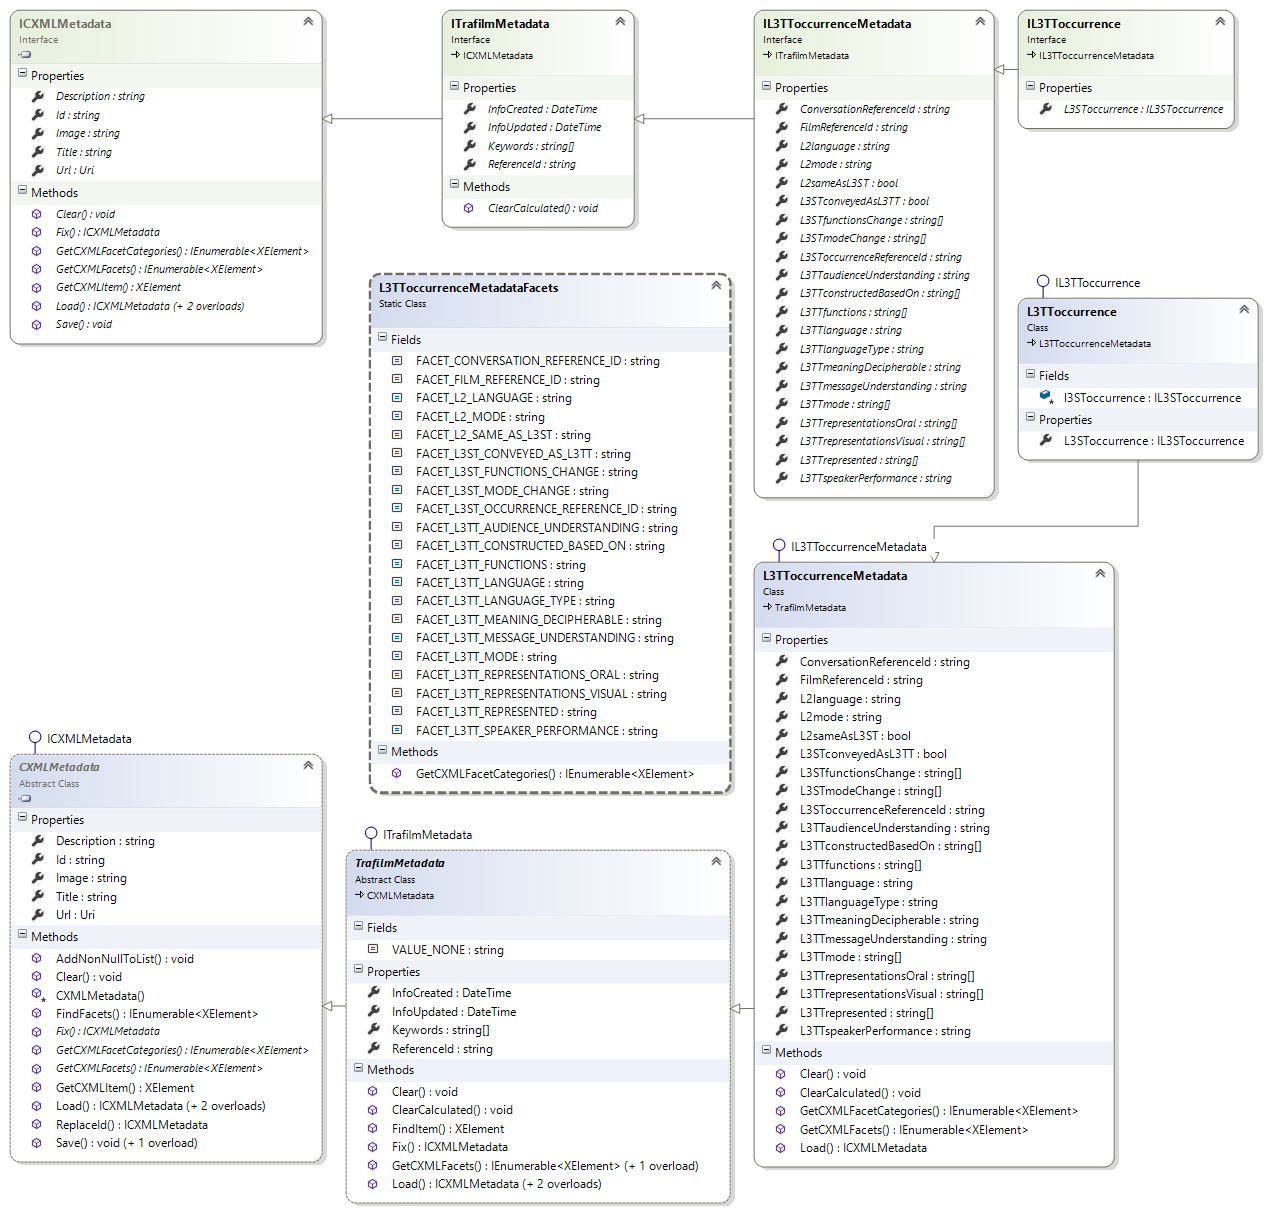 ICXMLMetadata
Interface
Properties
Description : string
Id : string
Image : string
Title : string
Url : Uri
Methods
Clear() : void
Fix() : ICXMLMetadata
GetCXMLFacetCategories() : IEnumerable<XElement>
GetCXMLFacets() : IEnumerable<XElement>
GetCXMLItem() : XElement
Load() : ICXMLMetadata (+ 2 overloads)
Save() : void
ITrafilmMetadata
Interface
ICXMLMetadata
Properties
InfoCreated : DateTime
InfoUpdated : DateTime
Keywords : string[]
ReferenceId : string
Methods
ClearCalculated() : void
IL3TToccurrenceMetadata
Interface
ITrafilmMetadata
Properties
ConversationReferenceId : string
FilmReferenceId : string
L2language : string
L2mode : string
L2sameAsL3ST : bool
L3STconveyedAsL3TT : bool
L3STfunctionsChange : string[]
L3STmodeChange : string[]
L3SToccurrenceReferenceId : string
L3TTaudienceUnderstanding : string
L3TTconstructedBasedOn : string[]
L3TTfunctions : string[]
L3TTlanguage : string
L3TTlanguageType : string
L3TTmeaningDecipherable : string
L3TTmessageUnderstanding : string
L3TTmode : string[]
L3TTrepresentationsOral : string[]
L3TTrepresentationsVisual : string[]
L3TTrepresented : string[]
L3TTspeakerPerformance : string
IL3TToccurrence
Interface
IL3TToccurrenceMetadata
Properties
L3SToccurrence : IL3SToccurrence
L3TToccurrenceMetadataFacets
Static Class
Fields
FACET_CONVERSATION_REFERENCE_ID : string
FACET_FILM_REFERENCE_ID : string
FACET_L2_LANGUAGE : string
FACET_L2_MODE : string
FACET_L2_SAME_AS_L3ST : string
FACET_L3ST_CONVEYED_AS_L3TT : string
FACET_L3ST_FUNCTIONS_CHANGE : string
FACET_L3ST_MODE_CHANGE : string
FACET_L3ST_OCCURRENCE_REFERENCE_ID : string
FACET_L3TT_AUDIENCE_UNDERSTANDING : string
FACET_L3TT_CONSTRUCTED_BASED_ON : string
FACET_L3TT_FUNCTIONS : string
FACET_L3TT_LANGUAGE : string
FACET_L3TT_LANGUAGE_TYPE : string
FACET_L3TT_MEANING_DECIPHERABLE : string
FACET_L3TT_MESSAGE_UNDERSTANDING : string
FACET_L3TT_MODE : string
FACET_L3TT_REPRESENTATIONS_ORAL : string
FACET_L3TT_REPRESENTATIONS_VISUAL : string
FACET_L3TT_REPRESENTED : string
FACET_L3TT_SPEAKER_PERFORMANCE : string
Methods
GetCXMLFacetCategories() : IEnumerable<XElement>
IL3TToccurrence
L3TToccurrence
Class
L3TToccurrenceMetadata
Fields
l3SToccurrence : IL3SToccurrence
Properties
L3SToccurrence : IL3SToccurrence
IL3TToccurrenceMetadata
L3TToccurrenceMetadata
Class
TrafilmMetadata
Properties
ConversationReferenceId : string
FilmReferenceId : string
L2language : string
L2mode : string
L2sameAsL3ST : bool
L3STconveyedAsL3TT : bool
L3STfunctionsChange : string[]
L3STmodeChange : string[]
L3SToccurrenceReferenceId : string
L3TTaudienceUnderstanding : string
L3TTconstructedBasedOn : string[]
L3TTfunctions : string[]
L3TTlanguage : string
L3TTlanguageType : string
L3TTmeaningDecipherable : string
L3TTmessageUnderstanding : string
L3TTmode : string[]
L3TTrepresentationsOral : string[]
L3TTrepresentationsVisual : string[]
L3TTrepresented : string[]
L3TTspeakerPerformance : string
Methods
Clear() : void
ClearCalculated() : void
GetCXMLFacetCategories() : IEnumerable<XElement>
GetCXMLFacets() : IEnumerable<XElement>
Load() : ICXMLMetadata
ICXMLMetadata
CXMLMetadata
Abstract Class
Properties
Description : string
Id : string
Image : string
Title : string
Url : Uri
Methods
AddNonNullToList() : void
Clear() : void
CXMLMetadata()
FindFacets() : IEnumerable<XElement>
Fix() : ICXMLMetadata
GetCXMLFacetCategories() : IEnumerable<XElement>
GetCXMLFacets() : IEnumerable<XElement>
GetCXMLItem() : XElement
Load() : ICXMLMetadata (+ 2 overloads)
ReplaceId() : ICXMLMetadata
Save() : void (+ 1 overload)
ITrafilmMetadata
TrafilmMetadata
Abstract Class
CXMLMetadata
Fields
VALUE_NONE : string
Properties
InfoCreated : DateTime
InfoUpdated : DateTime
Keywords : string[]
ReferenceId : string
Methods
Clear() : void
ClearCalculated() : void
FindItem() : XElement
Fix() : ICXMLMetadata
GetCXMLFacets() : IEnumerable<XElement> (+ 1 overload)
Load() : ICXMLMetadata (+ 2 overloads)